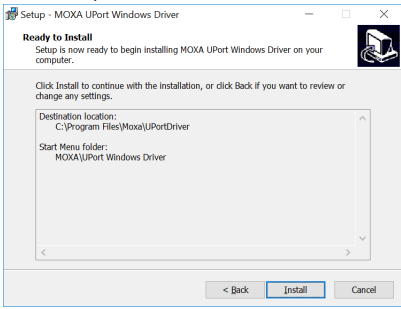 Setup - MOXA UPort Windows Driver
Ready to Install
Setup is now ready to begin installing MOXA UPort Windows Driver on your
computer.
Click Install to continue with the installation, or click Back if you want to review or
change any settings.
Destination location:
C:\Program Files\Moxa\UPortDriver
Start Menu folder:
MOXA\UPort Windows Driver
< Back
Install
Cancel